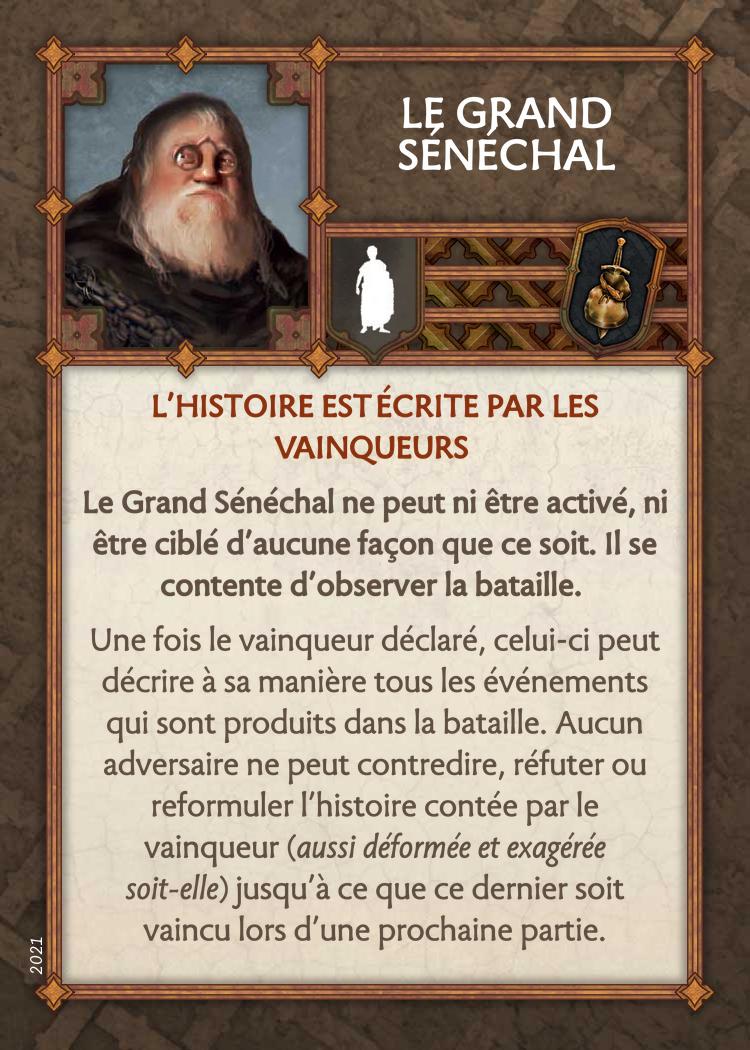 LE GRAND
SÉNÉCHAL
L'HISTOIRE EST ÉCRITE PAR LES
VAINQUEURS
Le Grand Sénéchal ne peut ni être activé, ni
être ciblé d'aucune façon que ce soit. Il se
contente d'observer la bataille.
Une fois le vainqueur déclaré, celui-ci peut
décrire à sa manière tous les événements
qui sont produits dans la bataille. Aucun
adversaire ne peut contredire, réfuter ou
reformuler l'histoire contée par le
vainqueur (aussi déformée et exagérée
soit-elle) jusqu'à ce que ce dernier soit
vaincu lors d'une prochaine partie.
2021